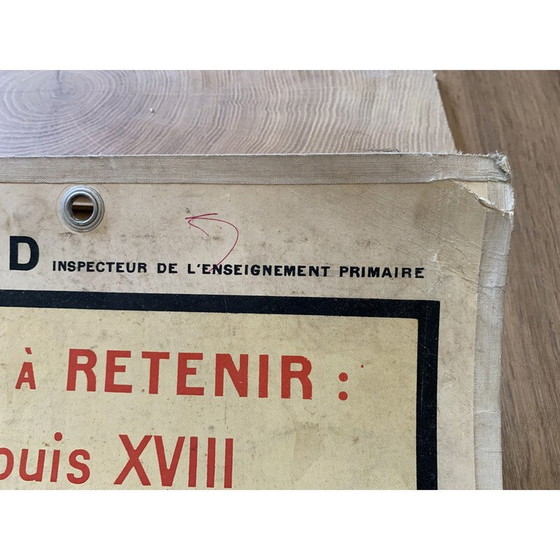 D INSPECTEUR DE L'ENSEIGNEMENT PRIMAIRE
À RETENIR :
ouis XVIII